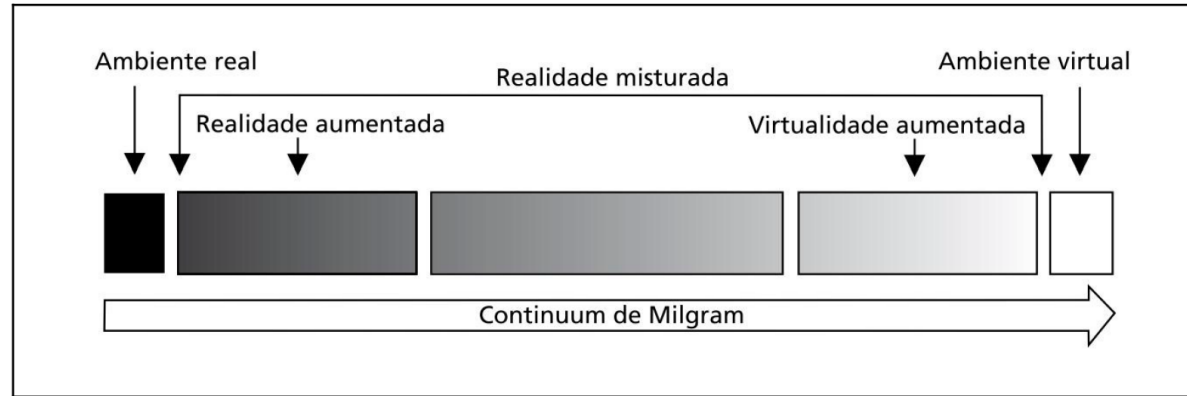 Ambiente real
Ambiente virtual
Realidade misturada
Realidade aumentada
Virtualidade aumentada
Continuum de Milgram